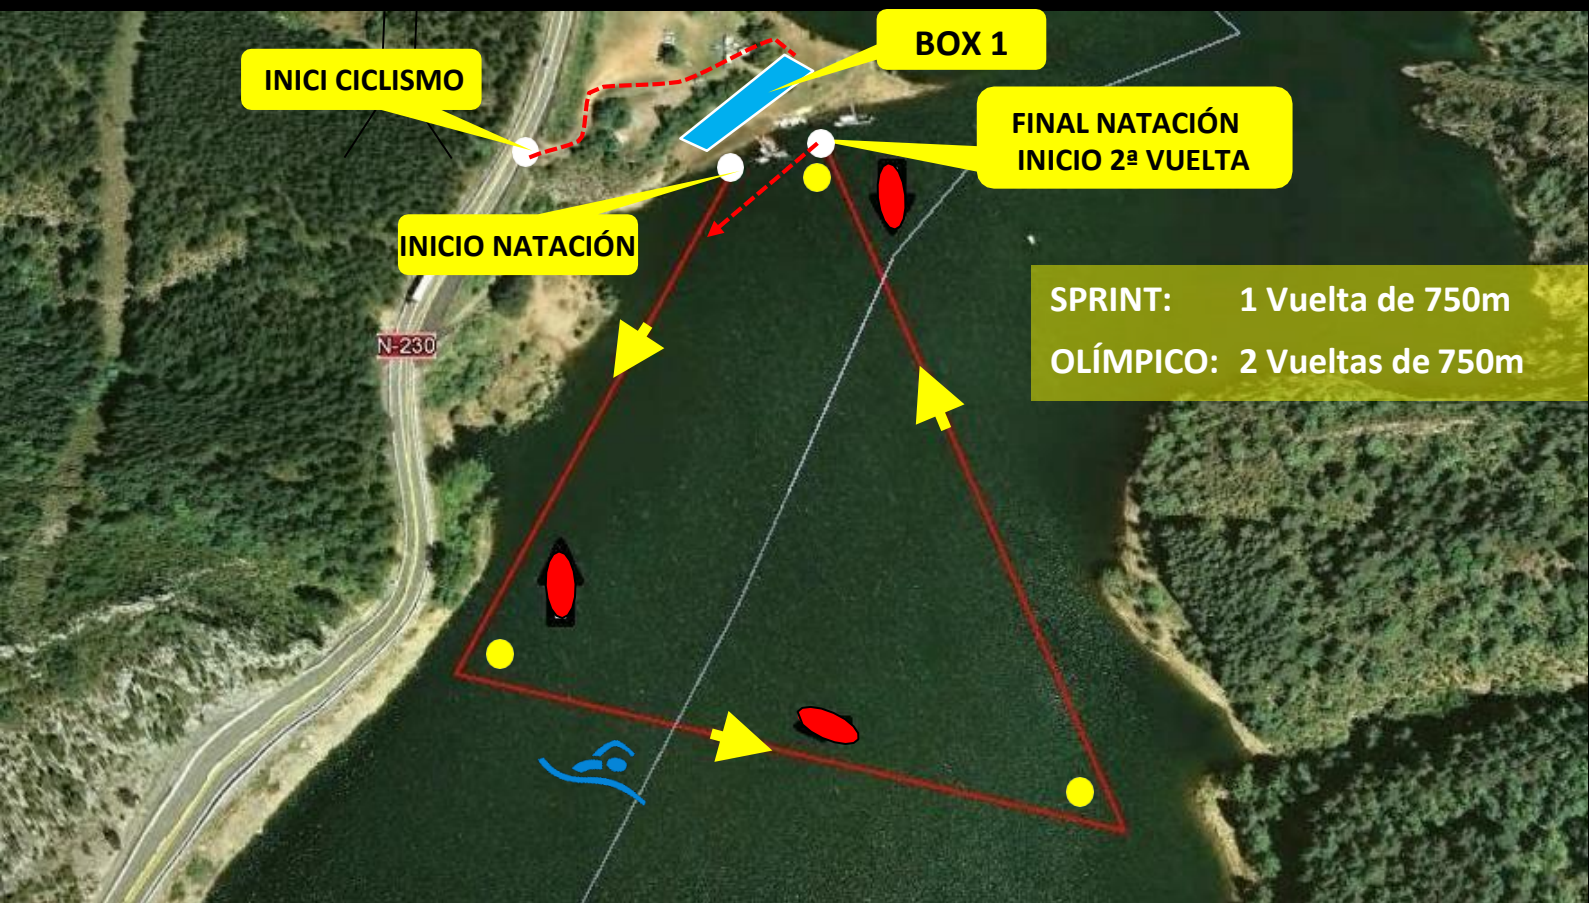 BOX 1
INICI CICLISMO
FINAL NATACIÓN
INICIO 2ª VUELTA
INICIO NATACIÓN
SPRINT: 1 Vuelta de 750m
OLÍMPICO: 2 Vueltas de 750m
N-230